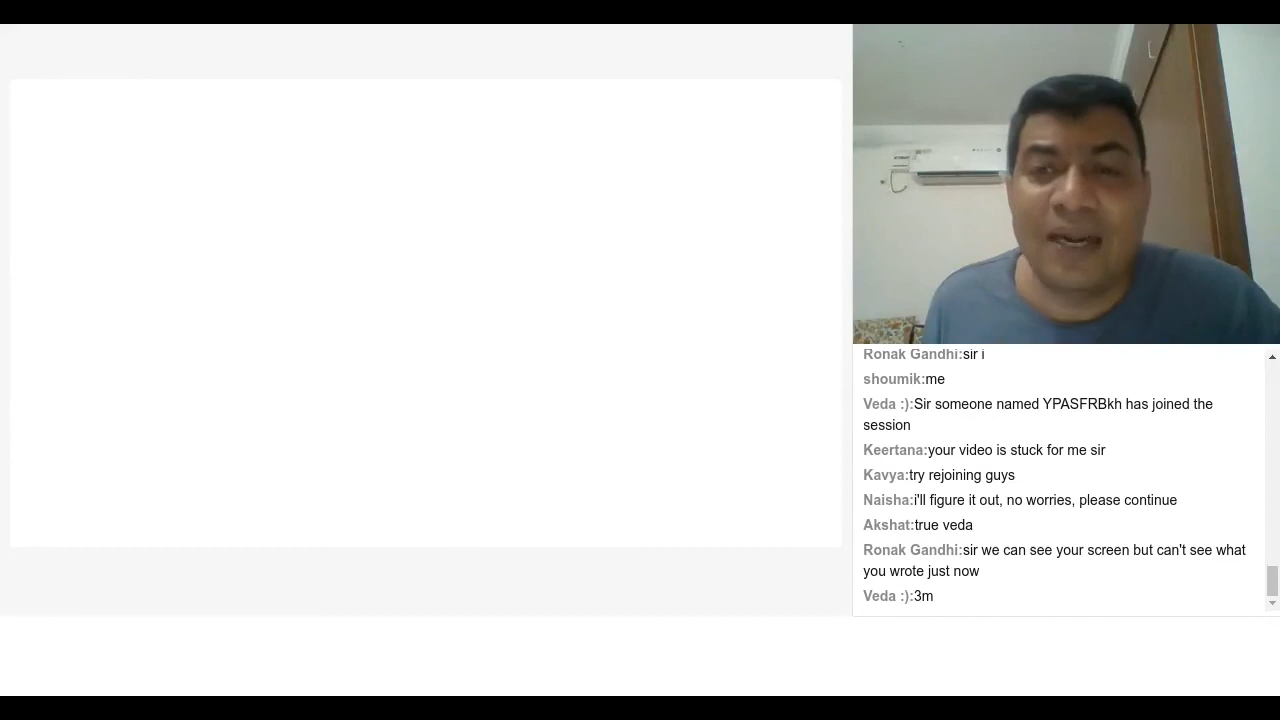 Ronak Gandhi:sir i
shoumik:me
Veda :):Sir someone named YPASFRBkh has joined the
session
Keertana:your video is stuck for me sir
Kavya:try rejoining guys
Naisha:i'll figure it out, no worries, please continue
Akshat:true veda
Ronak Gandhi:sir we can see your screen but can't see what
you wrote just now
Veda :):3m